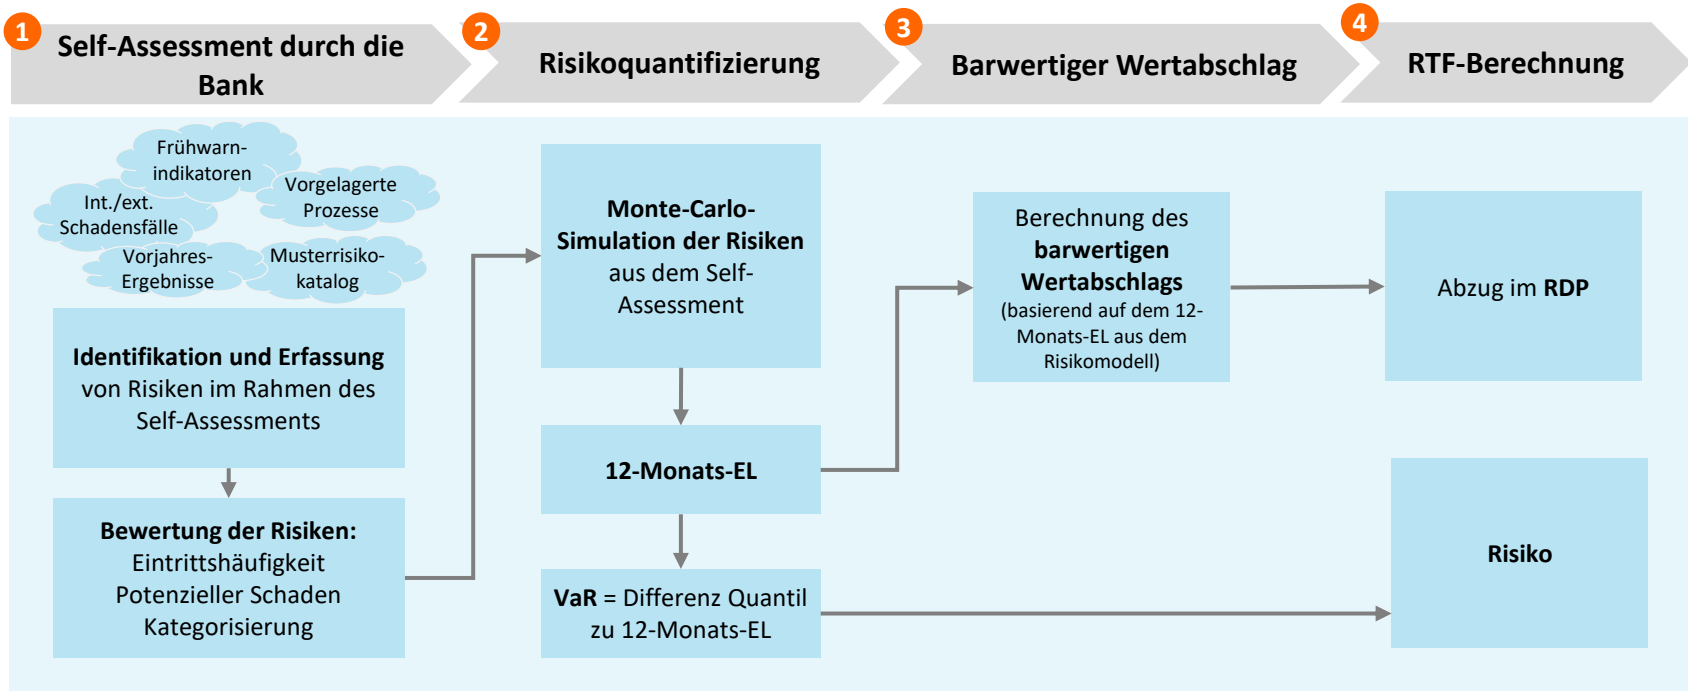 1
Self-Assessment durch die
Bank
2
Risikoquantifizierung
3
Barwertiger Wertabschlag
4
RTF-Berechnung
Frühwarn-
indikatoren
Vorgelagerte
Prozesse
Int./ext.
Schadensfälle
Vorjahres-
Ergebnisse
Musterrisiko-
katalog
Identifikation und Erfassung
von Risiken im Rahmen des
Self-Assessments
Bewertung der Risiken:
Eintrittshäufigkeit
Potenzieller Schaden
Kategorisierung
Monte-Carlo-
Simulation der Risiken
aus dem Self-
Assessment
12-Monats-EL
VaR = Differenz Quantil
zu 12-Monats-EL
Berechnung des
barwertigen
Wertabschlags
(basierend auf dem 12-
Monats-EL aus dem
Risikomodell)
Abzug im RDP
Risiko